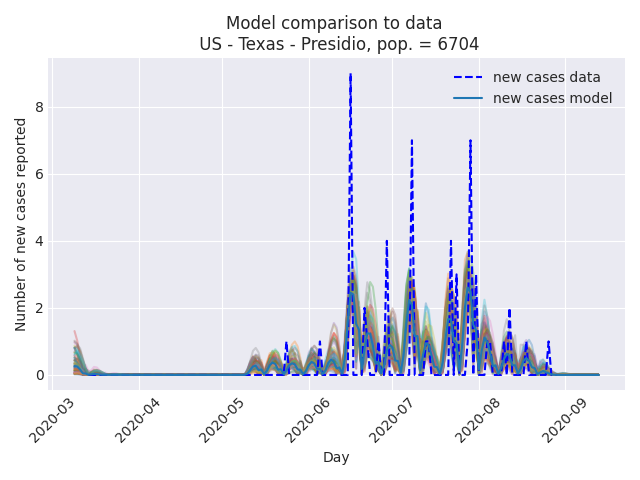 Model comparison to data
US - Texas - Presidio, pop. = 6704
new cases data
new cases model
Number of new cases reported
8
6
4
2
0
2020-03
2020-04
2020-05
2020-06
2020-07
2020-08
2020-09
Day